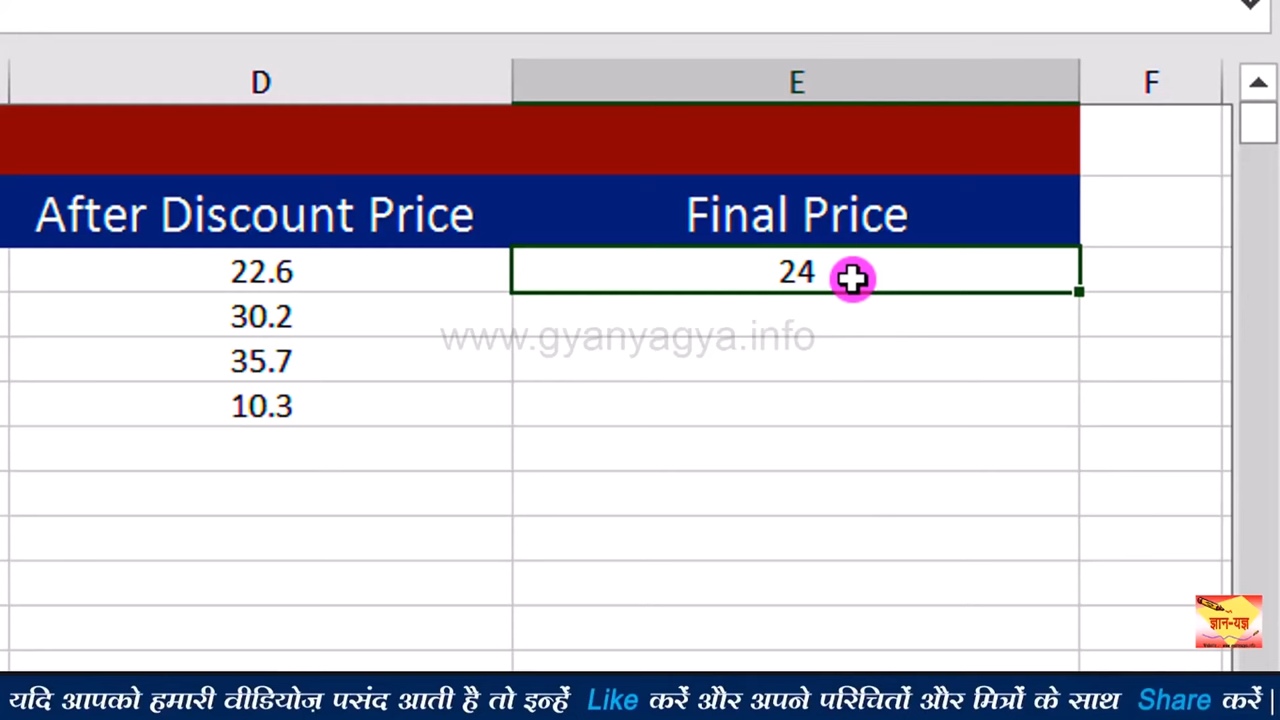 D E F
After Discount Price Final Price
22.6 24
30.2
www.gyanyagya.info
35.7
10.3
ज्ञान-यज्ञ
यदि आपको हमारी वीडियोज़ पसंद आती है तो इन्हें Like करें और अपने परिचितों और मित्रों के साथ Share करें |